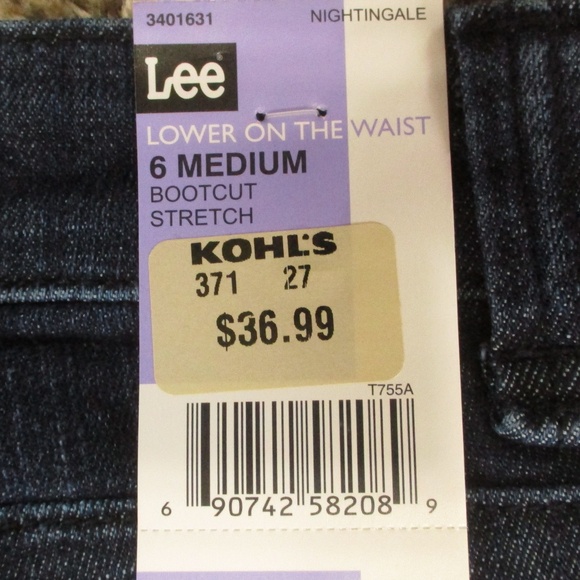 3401631 NIGHTINGALE
Lee
LOWER ON THE WAIST
6 MEDIUM
BOOTCUT
STRETCH
KOHL'S
371 27
$36.99
T755A
6 90742 58208 9